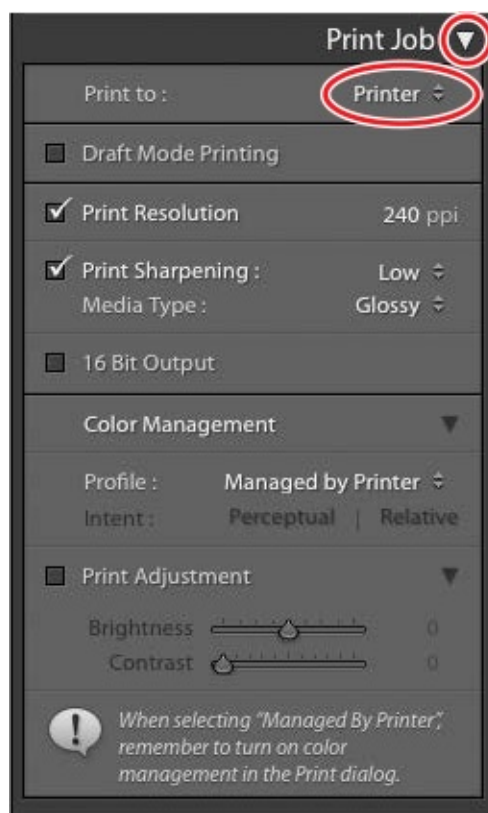 Print Job
Print to : Printer
Draft Mode Printing
Print Resolution 240 ppi
Print Sharpening : Low
Media Type : Glossy
16 Bit Output
Color Management
Profile : Managed by Printer
Intent : Perceptual | Relative
Print Adjustment
Brightness 0
Contrast 0
When selecting “Managed By Printer”,
remember to turn on color
management in the Print dialog.